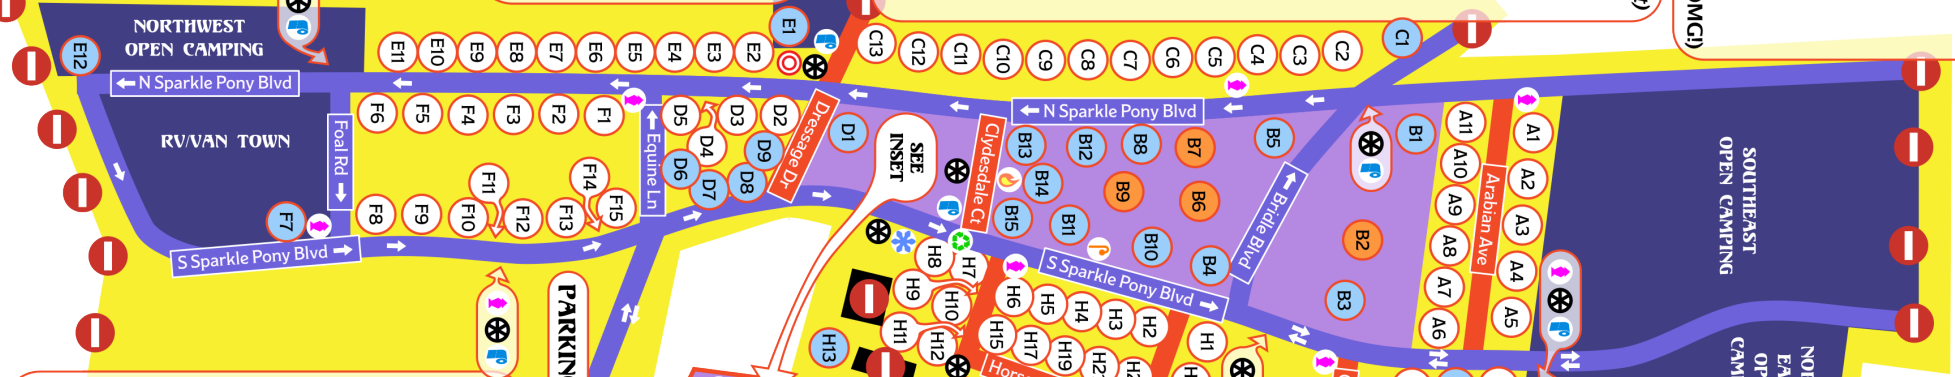 NORTHWEST
OPEN CAMPING
E12
E11
E10
E9
E8
E7
E6
E5
E4
E3
E2
E1
C13
C12
C11
C10
C9
C8
C7
C6
C5
C4
C3
C2
C1
OMG!)
N Sparkle Pony Blvd
N Sparkle Pony Blvd
RV/VAN TOWN
Foal Rd
F6
F5
F4
F3
F2
F1
Equine Ln
D5
D3
D2
D4
D9
D6
D7
D8
Dressage Dr
D1
SEE
INSET
Clydesdale Ct
B13
B12
B8
B7
B5
B1
B14
B9
B6
B15
B11
B10
B4
B2
B3
Bridle Blvd
A11
A10
A9
A8
A7
A6
Arabian Ave
A1
A2
A3
A4
A5
SOUTHEAST
OPEN CAMPING
F11
F14
F7
F8
F9
F10
F12
F13
F15
S Sparkle Pony Blvd
S Sparkle Pony Blvd
PARKIN
H8
H7
H9
H10
H11
H12
H13
H6
H5
H4
H3
H2
H1
H15
H17
H19
H21
Hors